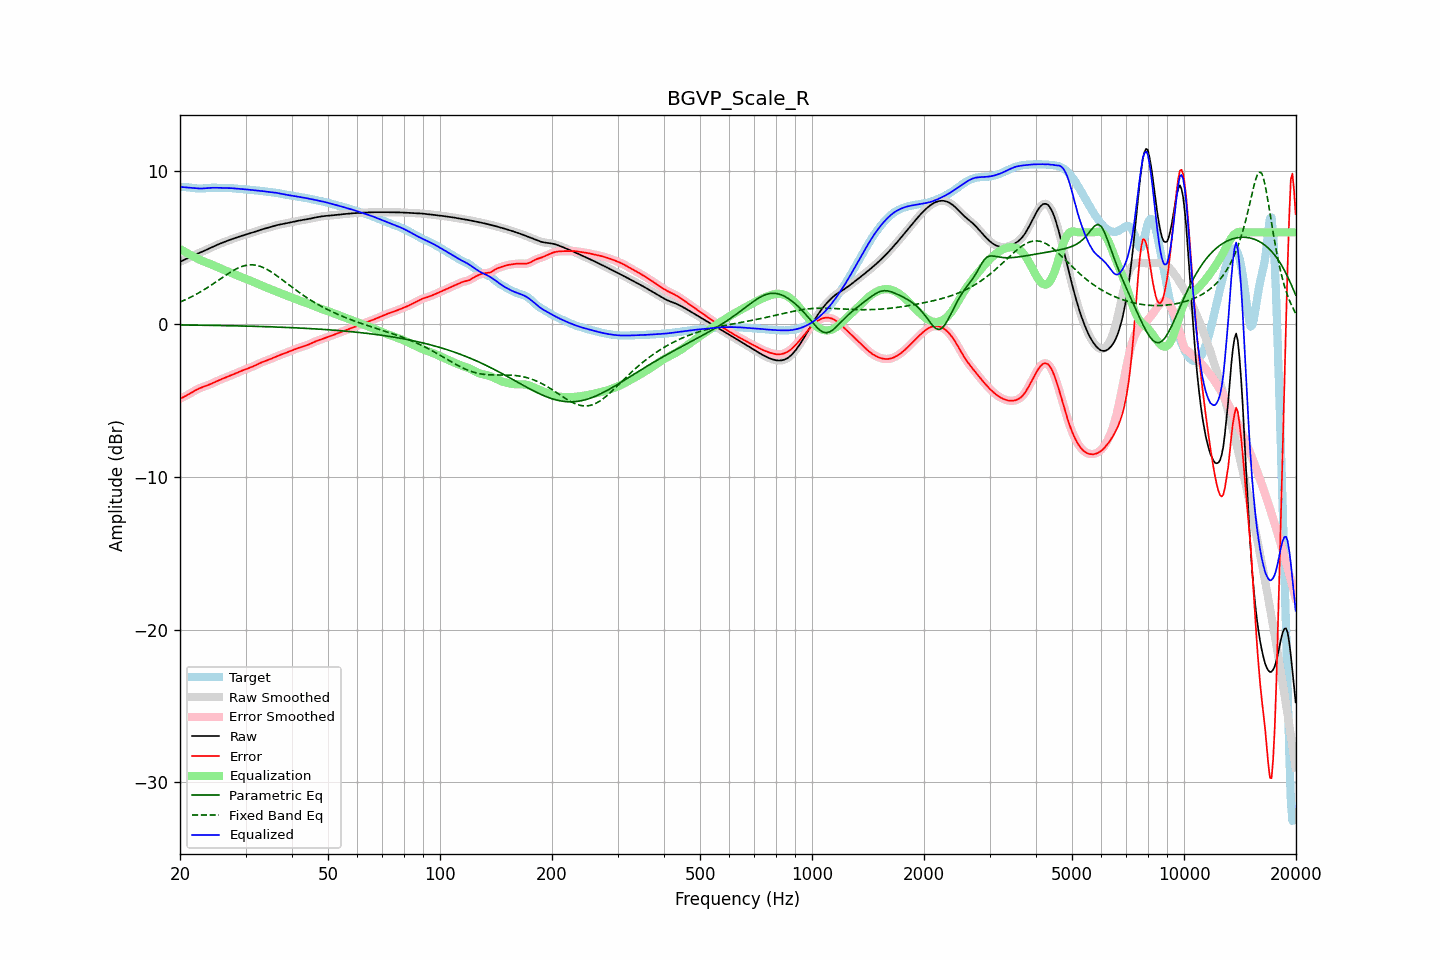 BGVP_Scale_R
Amplitude (dBr)
10
0
−10
−20
−30
Target
Raw Smoothed
Error Smoothed
Raw
Error
Equalization
Parametric Eq
Fixed Band Eq
Equalized
20 50 100 200 500 1000 2000 5000 10000 20000
Frequency (Hz)